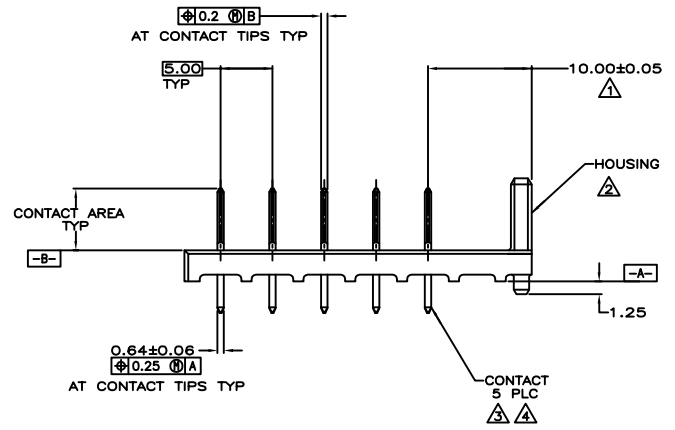 ⌖ 0.2 Ⓜ B
AT CONTACT TIPS TYP
5.00
TYP
10.00±0.05
1
HOUSING
2
CONTACT AREA
TYP
-B-
-A-
1.25
0.64±0.06
⌖ 0.25 Ⓜ A
AT CONTACT TIPS TYP
CONTACT
5 PLC
3 4